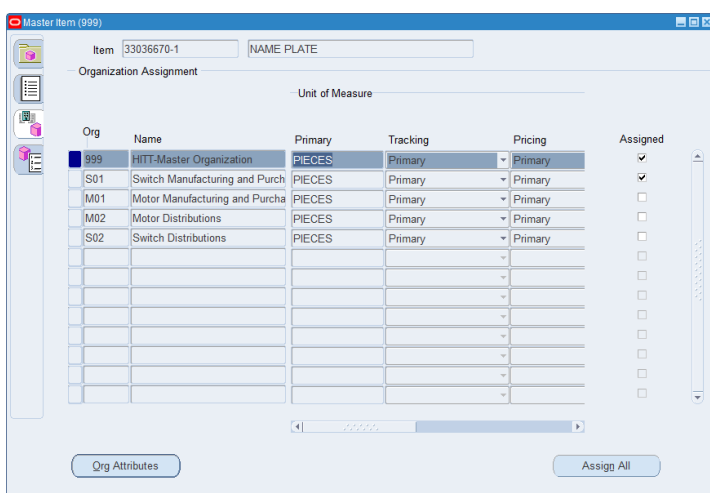 Master Item (999)
Item 33036670-1 NAME PLATE
Organization Assignment
Unit of Measure
Org Name Primary Tracking Pricing Assigned
999 HITT-Master Organization PIECES Primary Primary
S01 Switch Manufacturing and Purch PIECES Primary Primary
M01 Motor Manufacturing and Purcha PIECES Primary Primary
M02 Motor Distributions PIECES Primary Primary
S02 Switch Distributions PIECES Primary Primary
Org Attributes Assign All